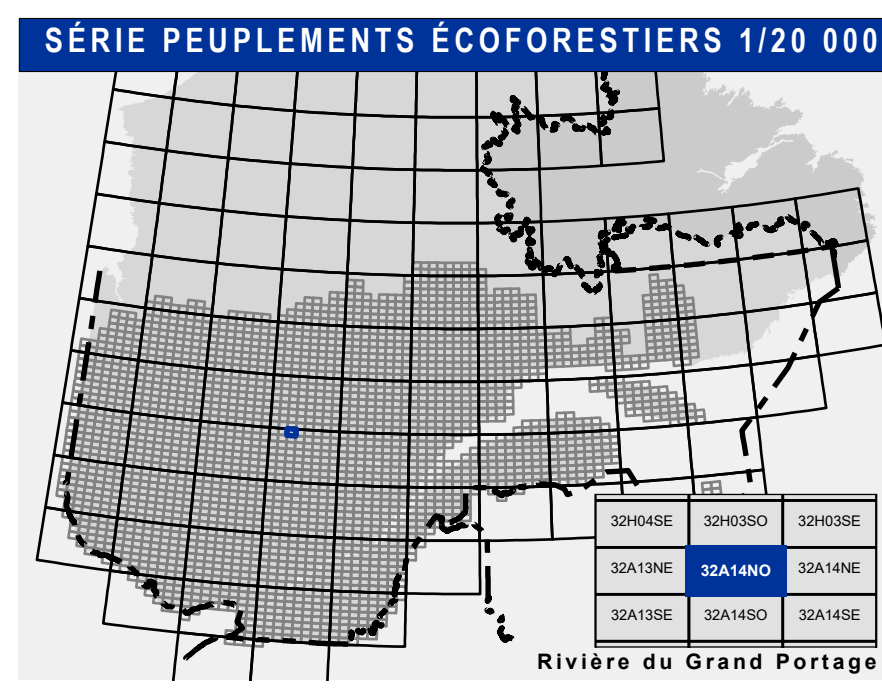 SÉRIE PEUPLEMENTS ÉCOFORESTIERS 1/20 000
32H04SE 32H03SO 32H03SE
32A13NE 32A14NO 32A14NE
32A13SE 32A14SO 32A14SE
Rivière du Grand Portage